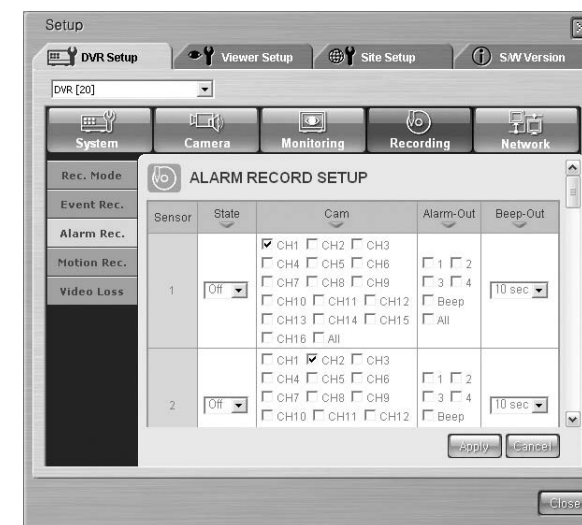 Setup
DVR Setup
Viewer Setup
Site Setup
S/W Version
DVR [20]
System
Camera
Monitoring
Recording
Network
Rec. Mode
Event Rec.
Alarm Rec.
Motion Rec.
Video Loss
ALARM RECORD SETUP
Sensor State Cam Alarm-Out Beep-Out
1
Off
CH1 CH2 CH3
CH4 CH5 CH6
CH7 CH8 CH9
CH10 CH11 CH12
CH13 CH14 CH15
CH16 All
1 2
3 4
Beep
All
10 sec
2
Off
CH1 CH2 CH3
CH4 CH5 CH6
CH7 CH8 CH9
CH10 CH11 CH12
1 2
3 4
Beep
10 sec
Apply
Cancel
Close